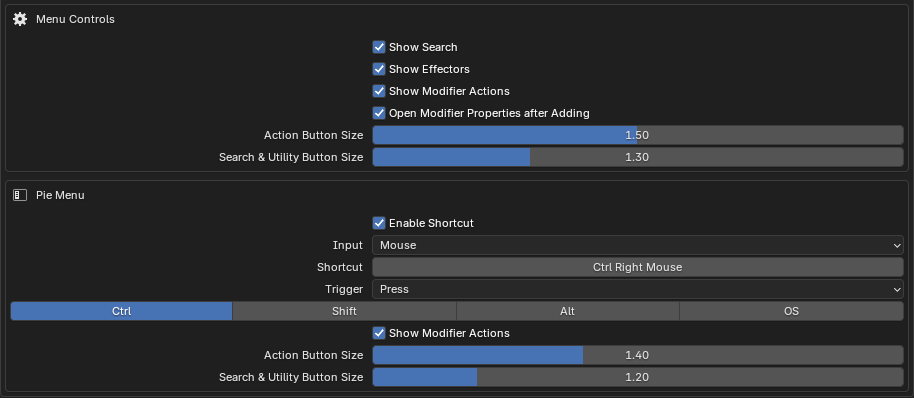 Menu Controls
Show Search
Show Effectors
Show Modifier Actions
Open Modifier Properties after Adding
Action Button Size 1.50
Search & Utility Button Size 1.30
Pie Menu
Enable Shortcut
Input Mouse
Shortcut Ctrl Right Mouse
Trigger Press
Ctrl Shift Alt OS
Show Modifier Actions
Action Button Size 1.40
Search & Utility Button Size 1.20